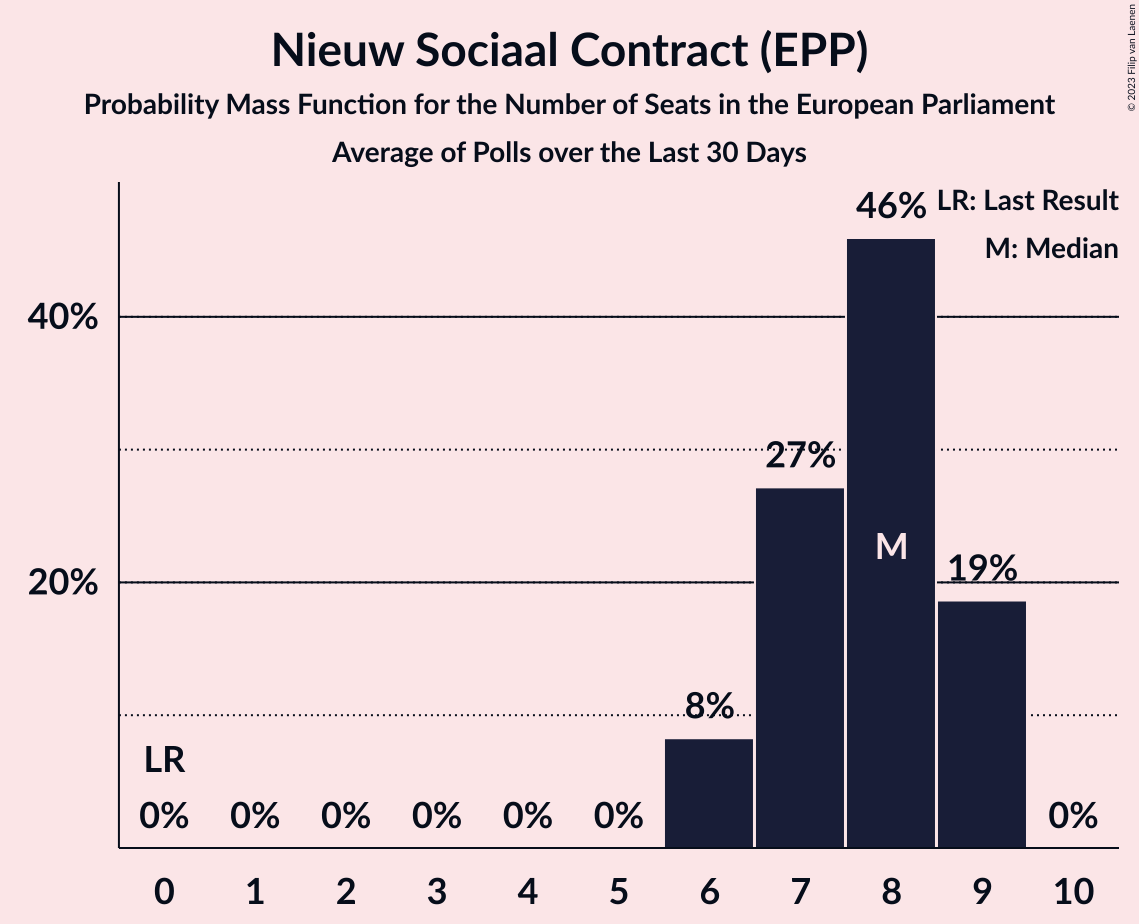 Nieuw Sociaal Contract (EPP)
Probability Mass Function for the Number of Seats in the European Parliament
Average of Polls over the Last 30 Days
© 2023 Filip van Laenen
46%
LR: Last Result
M: Median
40%
27%
M
19%
20%
8%
LR
0% 0% 0% 0% 0% 0% 0%
0 1 2 3 4 5 6 7 8 9 10